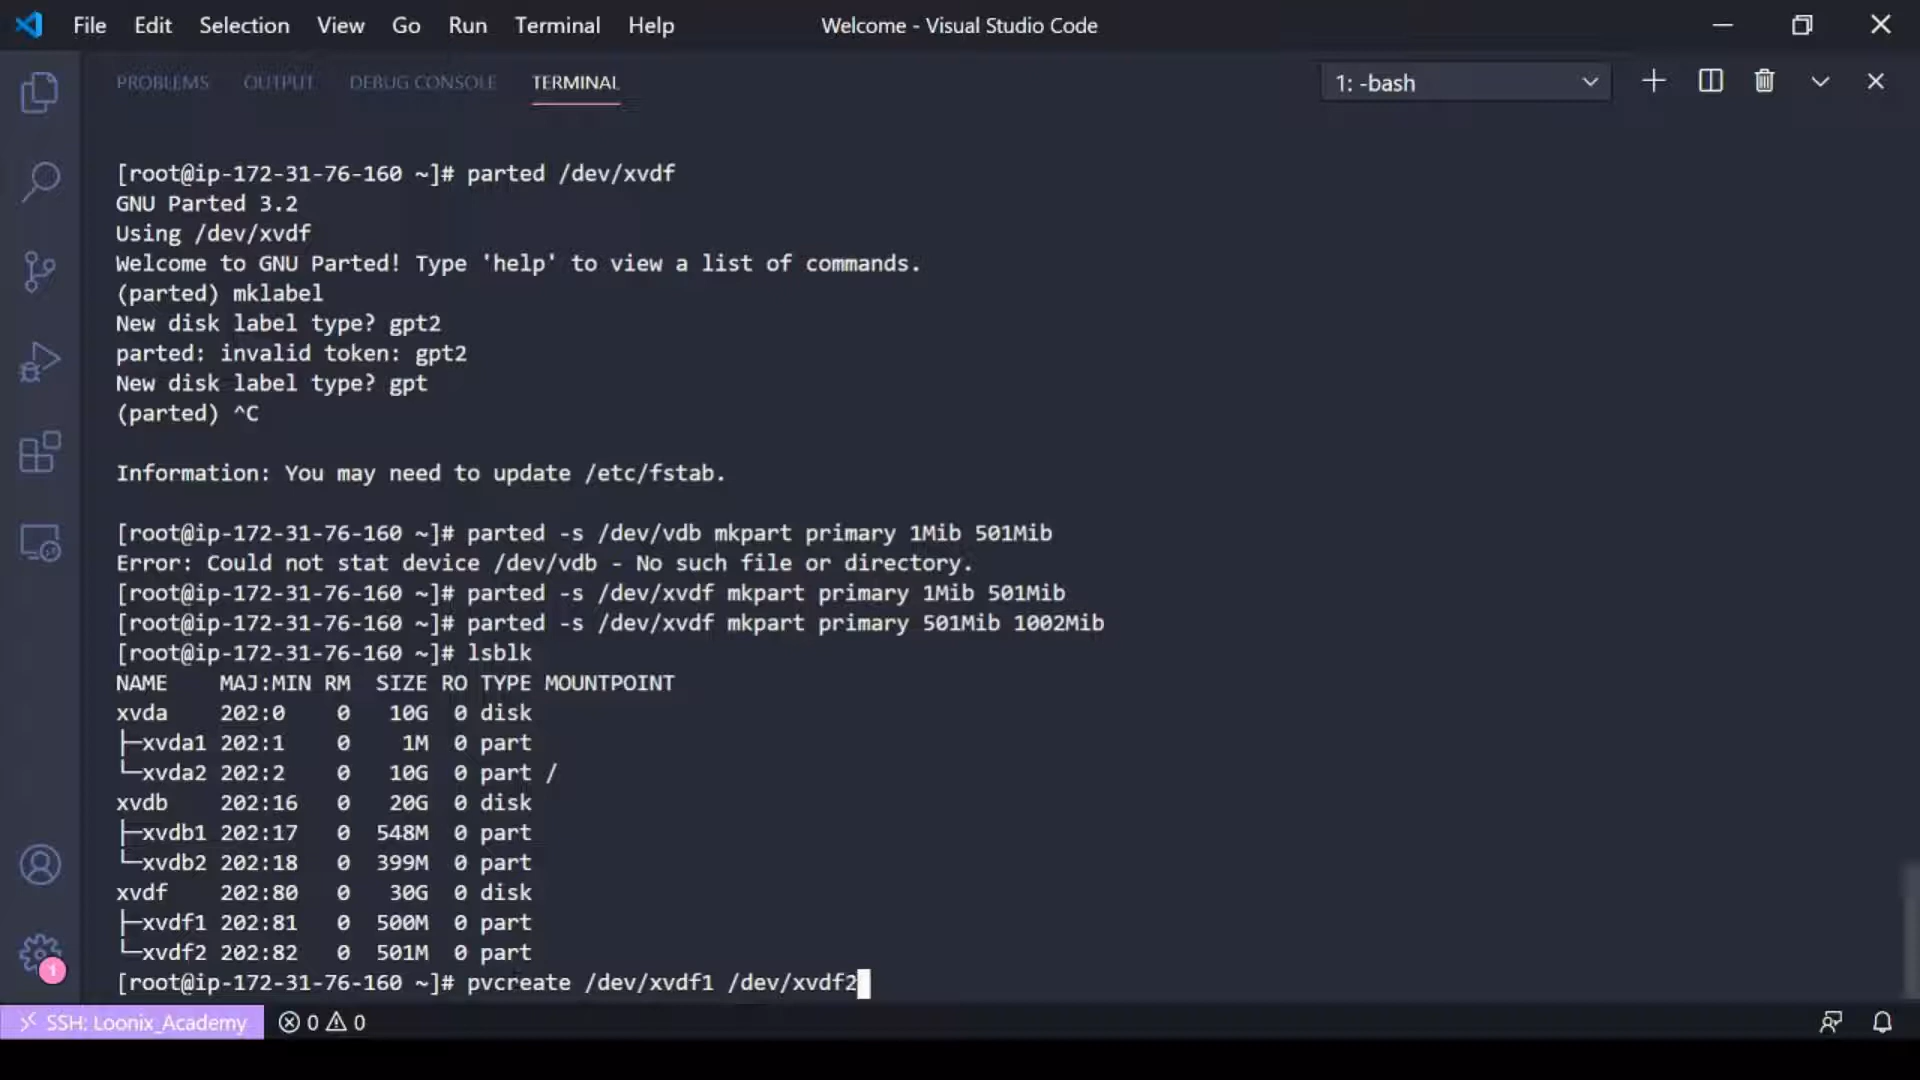 File Edit Selection View Go Run Terminal Help
Welcome - Visual Studio Code
PROBLEMS OUTPUT DEBUG CONSOLE TERMINAL
1: -bash
[root@ip-172-31-76-160 ~]# parted /dev/xvdf
GNU Parted 3.2
Using /dev/xvdf
Welcome to GNU Parted! Type 'help' to view a list of commands.
(parted) mklabel
New disk label type? gpt2
parted: invalid token: gpt2
New disk label type? gpt
(parted) ^C
Information: You may need to update /etc/fstab.
[root@ip-172-31-76-160 ~]# parted -s /dev/vdb mkpart primary 1Mib 501Mib
Error: Could not stat device /dev/vdb - No such file or directory.
[root@ip-172-31-76-160 ~]# parted -s /dev/xvdf mkpart primary 1Mib 501Mib
[root@ip-172-31-76-160 ~]# parted -s /dev/xvdf mkpart primary 501Mib 1002Mib
[root@ip-172-31-76-160 ~]# lsblk
NAME    MAJ:MIN RM  SIZE RO TYPE MOUNTPOINT
xvda    202:0    0   10G  0 disk
├─xvda1 202:1    0    1M  0 part
└─xvda2 202:2    0   10G  0 part /
xvdb    202:16   0   20G  0 disk
├─xvdb1 202:17   0  548M  0 part
└─xvdb2 202:18   0  399M  0 part
xvdf    202:80   0   30G  0 disk
├─xvdf1 202:81   0  500M  0 part
└─xvdf2 202:82   0  501M  0 part
[root@ip-172-31-76-160 ~]# pvcreate /dev/xvdf1 /dev/xvdf2
1
SSH: Loonix_Academy 0 0